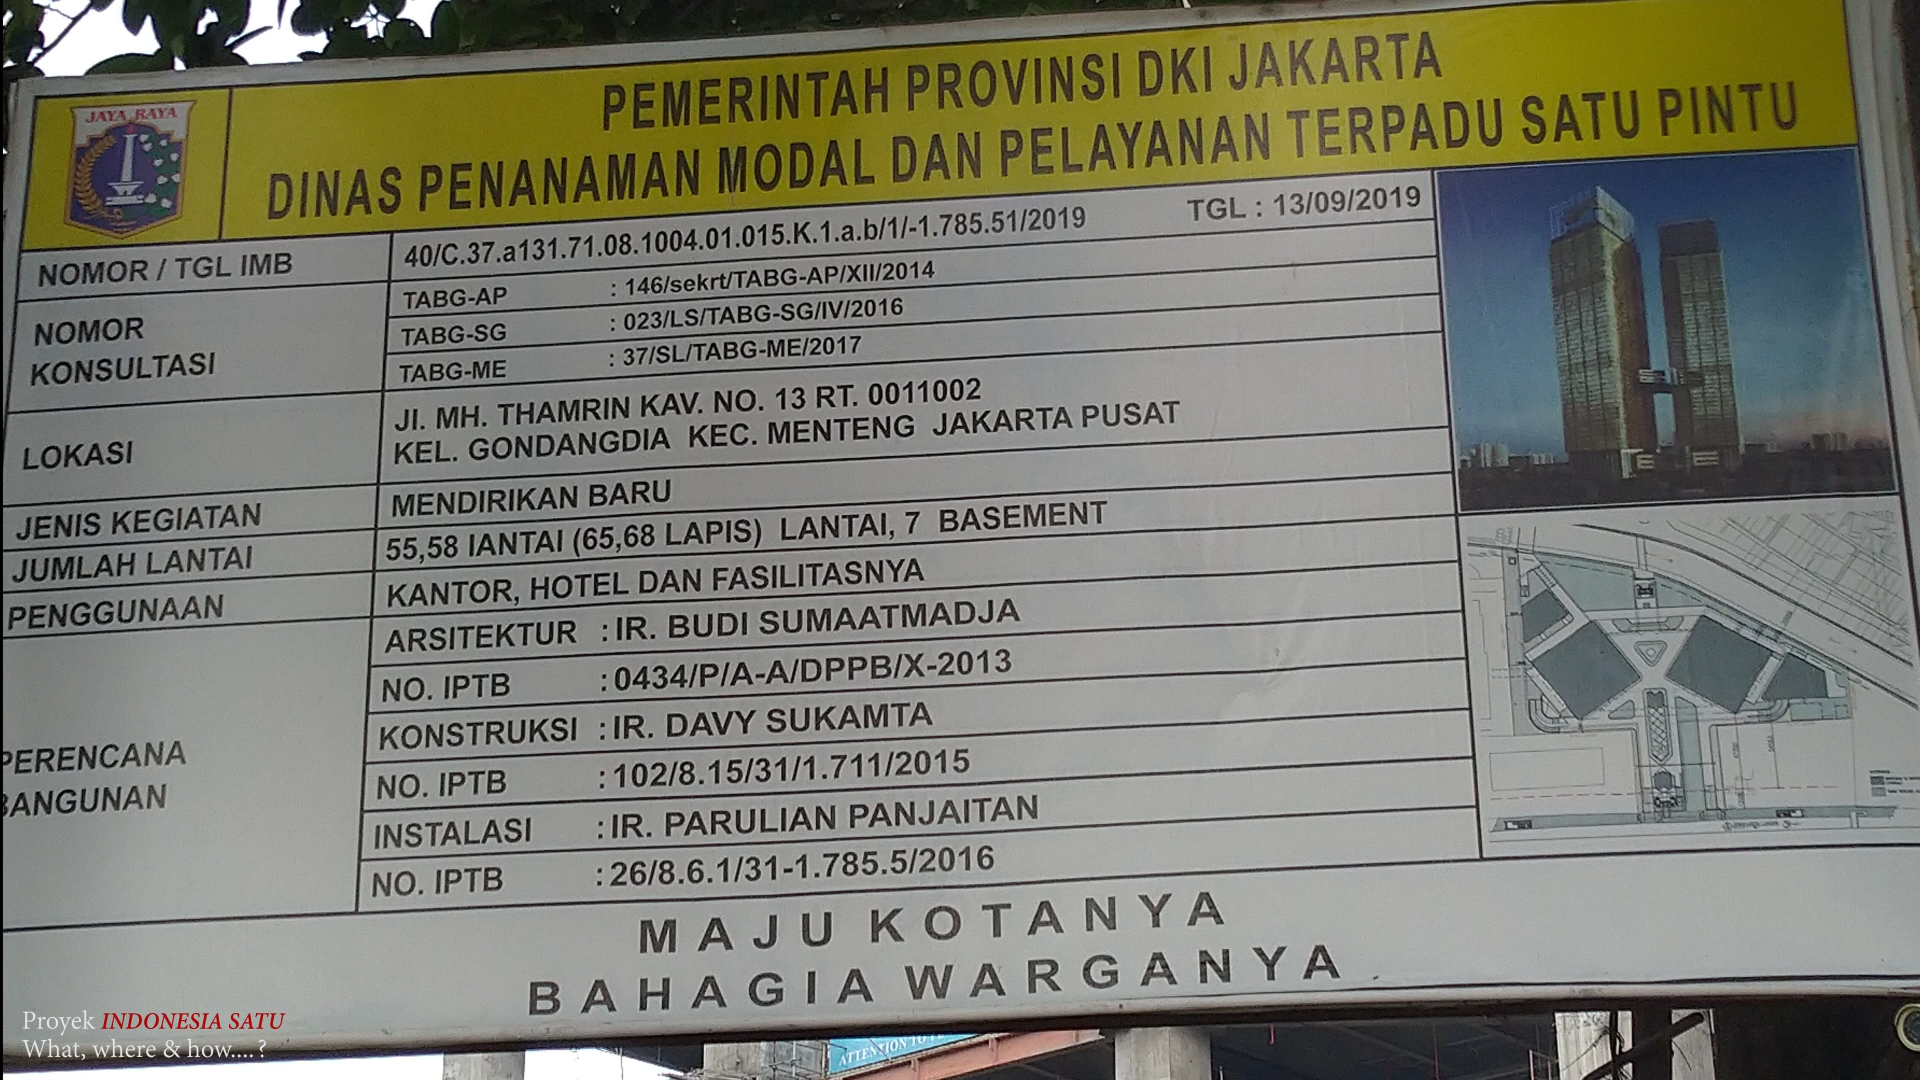 JAYA RAYA
PEMERINTAH PROVINSI DKI JAKARTA
DINAS PENANAMAN MODAL DAN PELAYANAN TERPADU SATU PINTU
NOMOR / TGL IMB 40/C.37.a131.71.08.1004.01.015.K.1.a.b/1/-1.785.51/2019 TGL : 13/09/2019
NOMOR KONSULTASI
TABG-AP : 146/sekrt/TABG-AP/XII/2014
TABG-SG : 023/LS/TABG-SG/IV/2016
TABG-ME : 37/SL/TABG-ME/2017
LOKASI
JI. MH. THAMRIN KAV. NO. 13 RT. 0011002
KEL. GONDANGDIA KEC. MENTENG JAKARTA PUSAT
JENIS KEGIATAN MENDIRIKAN BARU
JUMLAH LANTAI 55,58 IANTAI (65,68 LAPIS) LANTAI, 7 BASEMENT
PENGGUNAAN KANTOR, HOTEL DAN FASILITASNYA
PERENCANA
BANGUNAN
ARSITEKTUR : IR. BUDI SUMAATMADJA
NO. IPTB : 0434/P/A-A/DPPB/X-2013
KONSTRUKSI : IR. DAVY SUKAMTA
NO. IPTB : 102/8.15/31/1.711/2015
INSTALASI : IR. PARULIAN PANJAITAN
NO. IPTB : 26/8.6.1/31-1.785.5/2016
MAJU KOTANYA
BAHAGIA WARGANYA
Proyek INDONESIA SATU
What, where & how....?
ATTENTION TO